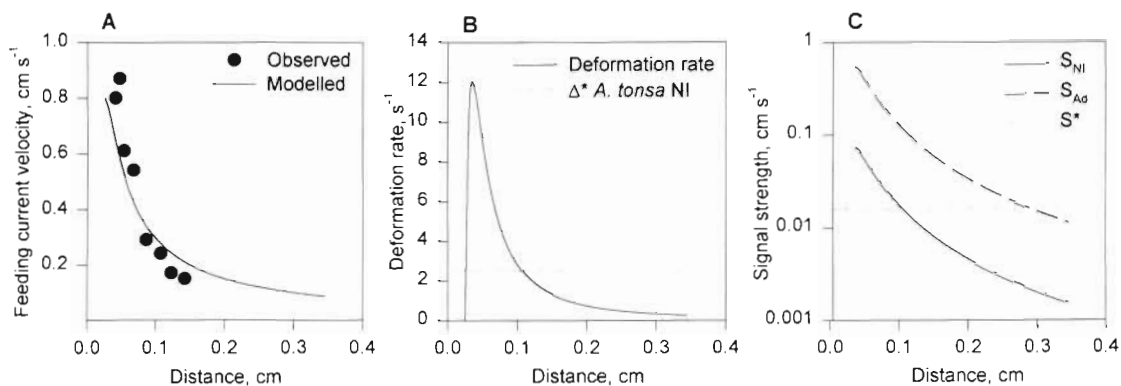 A
Feeding current velocity, cm s-1
1.0
0.8
0.6
0.4
0.2
0.0
0.1
0.2
0.3
0.4
Distance, cm
Observed
Modelled
B
Deformation rate, s-1
14
12
10
8
6
4
2
0
0.0
0.1
0.2
0.3
0.4
Distance, cm
Deformation rate
Δ* A. tonsa NI
C
Signal strength, cm s-1
1
0.1
0.01
0.001
0.0
0.1
0.2
0.3
0.4
Distance, cm
SNI
SAd
S*